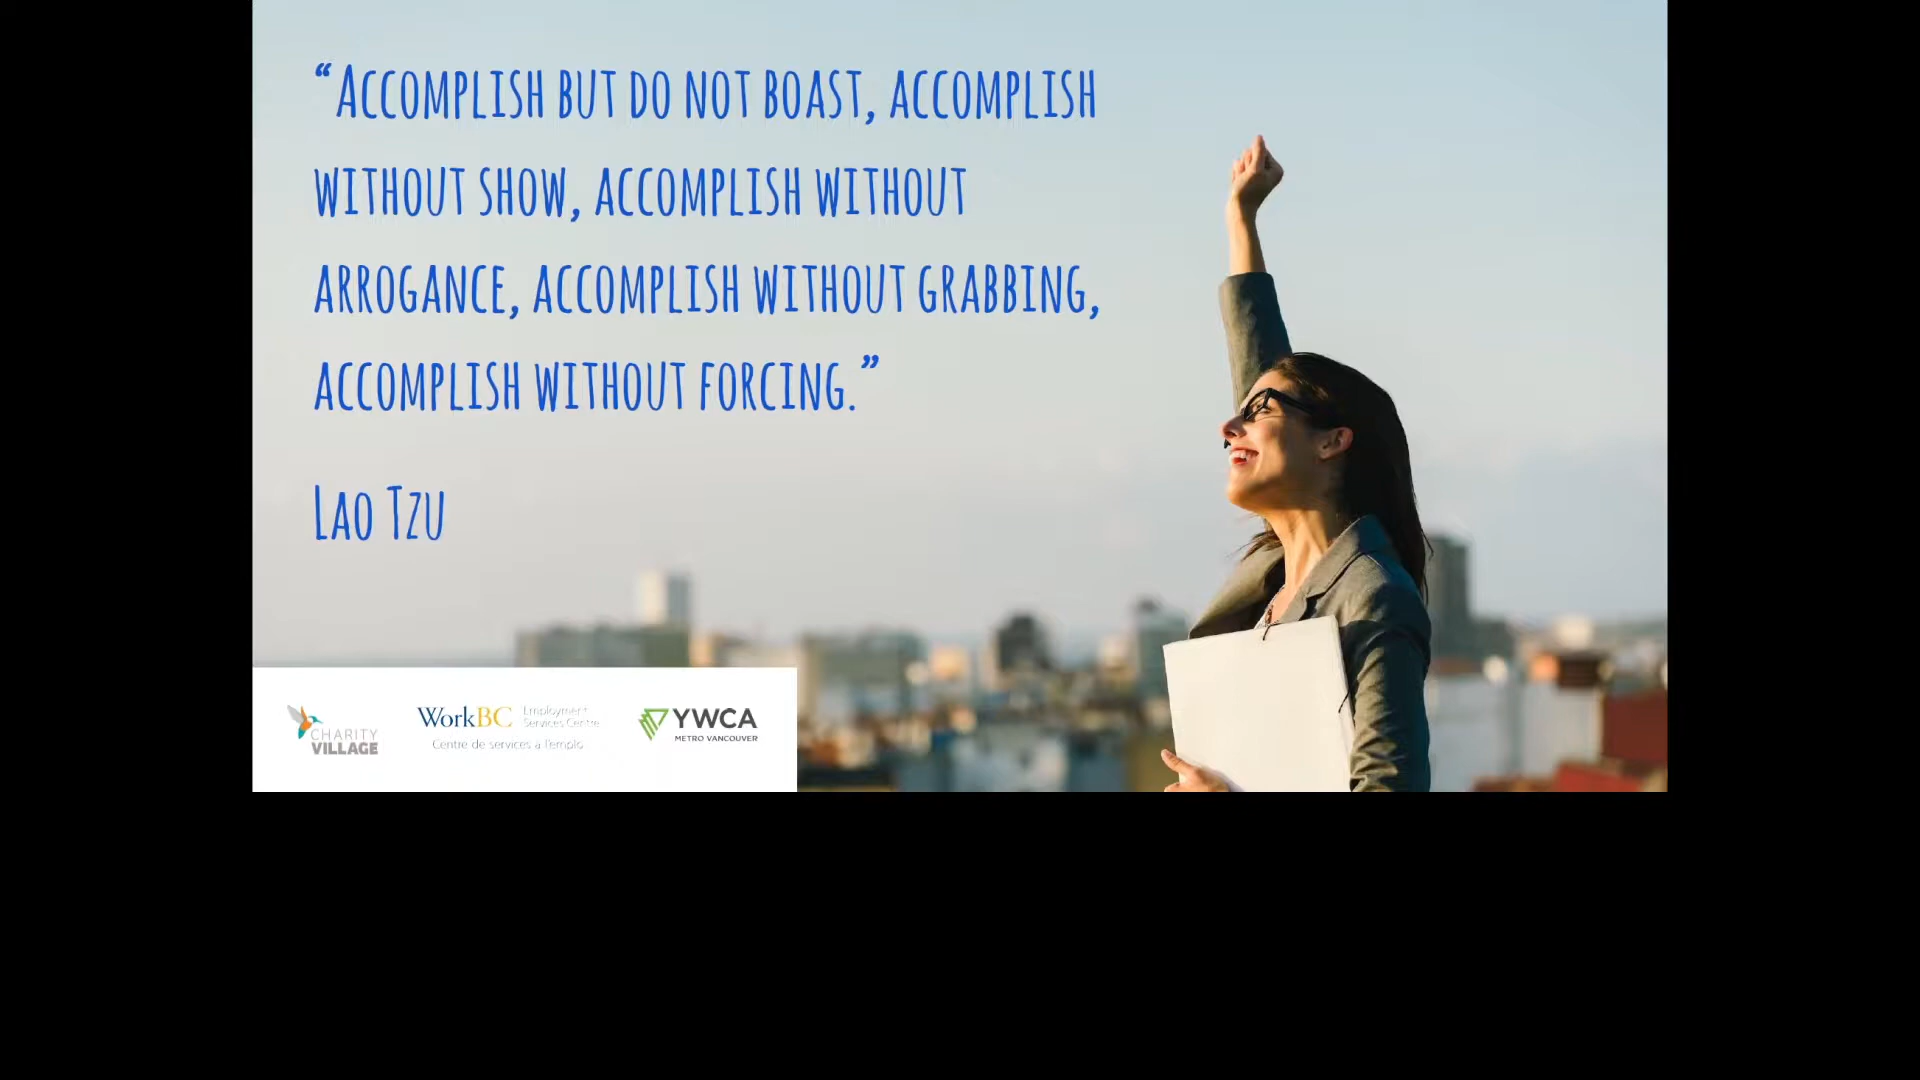 “Accomplish but do not boast, accomplish
without show, accomplish without
arrogance, accomplish without grabbing,
accomplish without forcing.”
Lao Tzu
CHARITY
VILLAGE
WorkBC
Employment
Services Centre
Centre de services à l'emploi
YWCA
METRO VANCOUVER